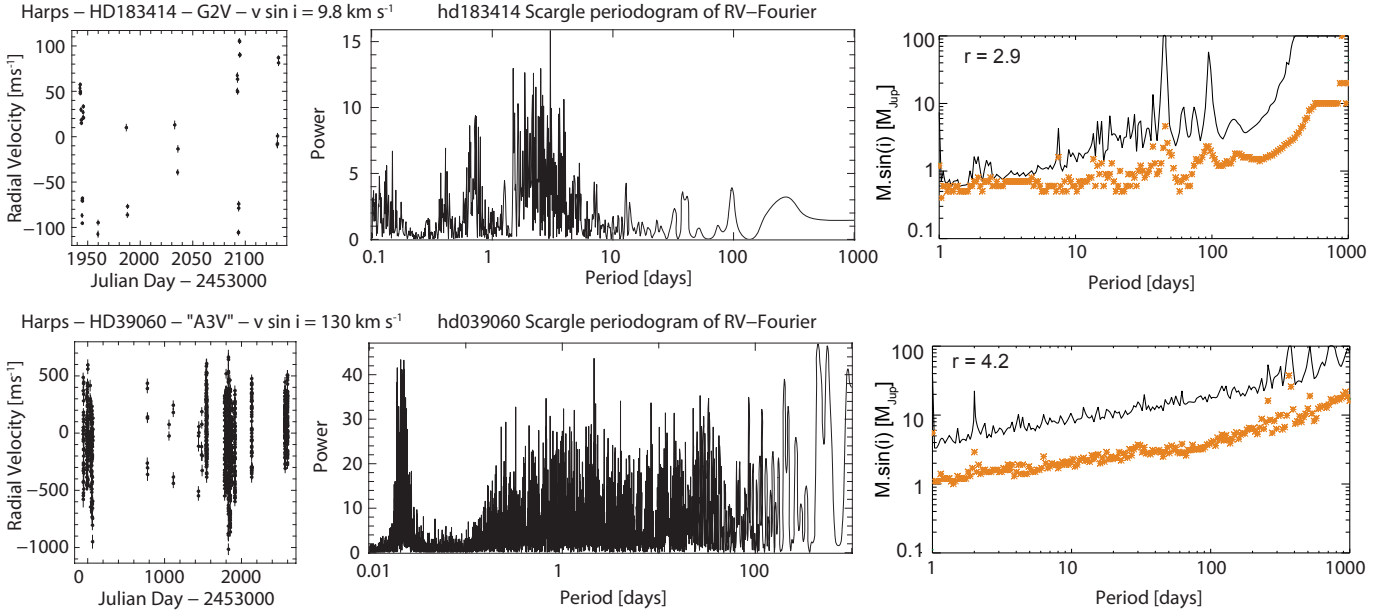 Harps – HD183414 – G2V – v sin i = 9.8 km s⁻¹
hd183414 Scargle periodogram of RV–Fourier
Radial Velocity [ms⁻¹]
100
50
0
−50
−100
1950 2000 2050 2100
Julian Day – 2453000
Power
15
10
5
0
0.1 1 10 100 1000
Period [days]
r = 2.9
M.sin(i) [M_Jup]
100
10
1
0.1
1 10 100 1000
Period [days]
Harps – HD39060 – "A3V" – v sin i = 130 km s⁻¹
hd039060 Scargle periodogram of RV–Fourier
Radial Velocity [ms⁻¹]
500
0
−500
−1000
0 1000 2000
Julian Day – 2453000
Power
40
30
20
10
0
0.01 1 100
Period [days]
r = 4.2
M.sin(i) [M_Jup]
100
10
1
0.1
1 10 100 1000
Period [days]